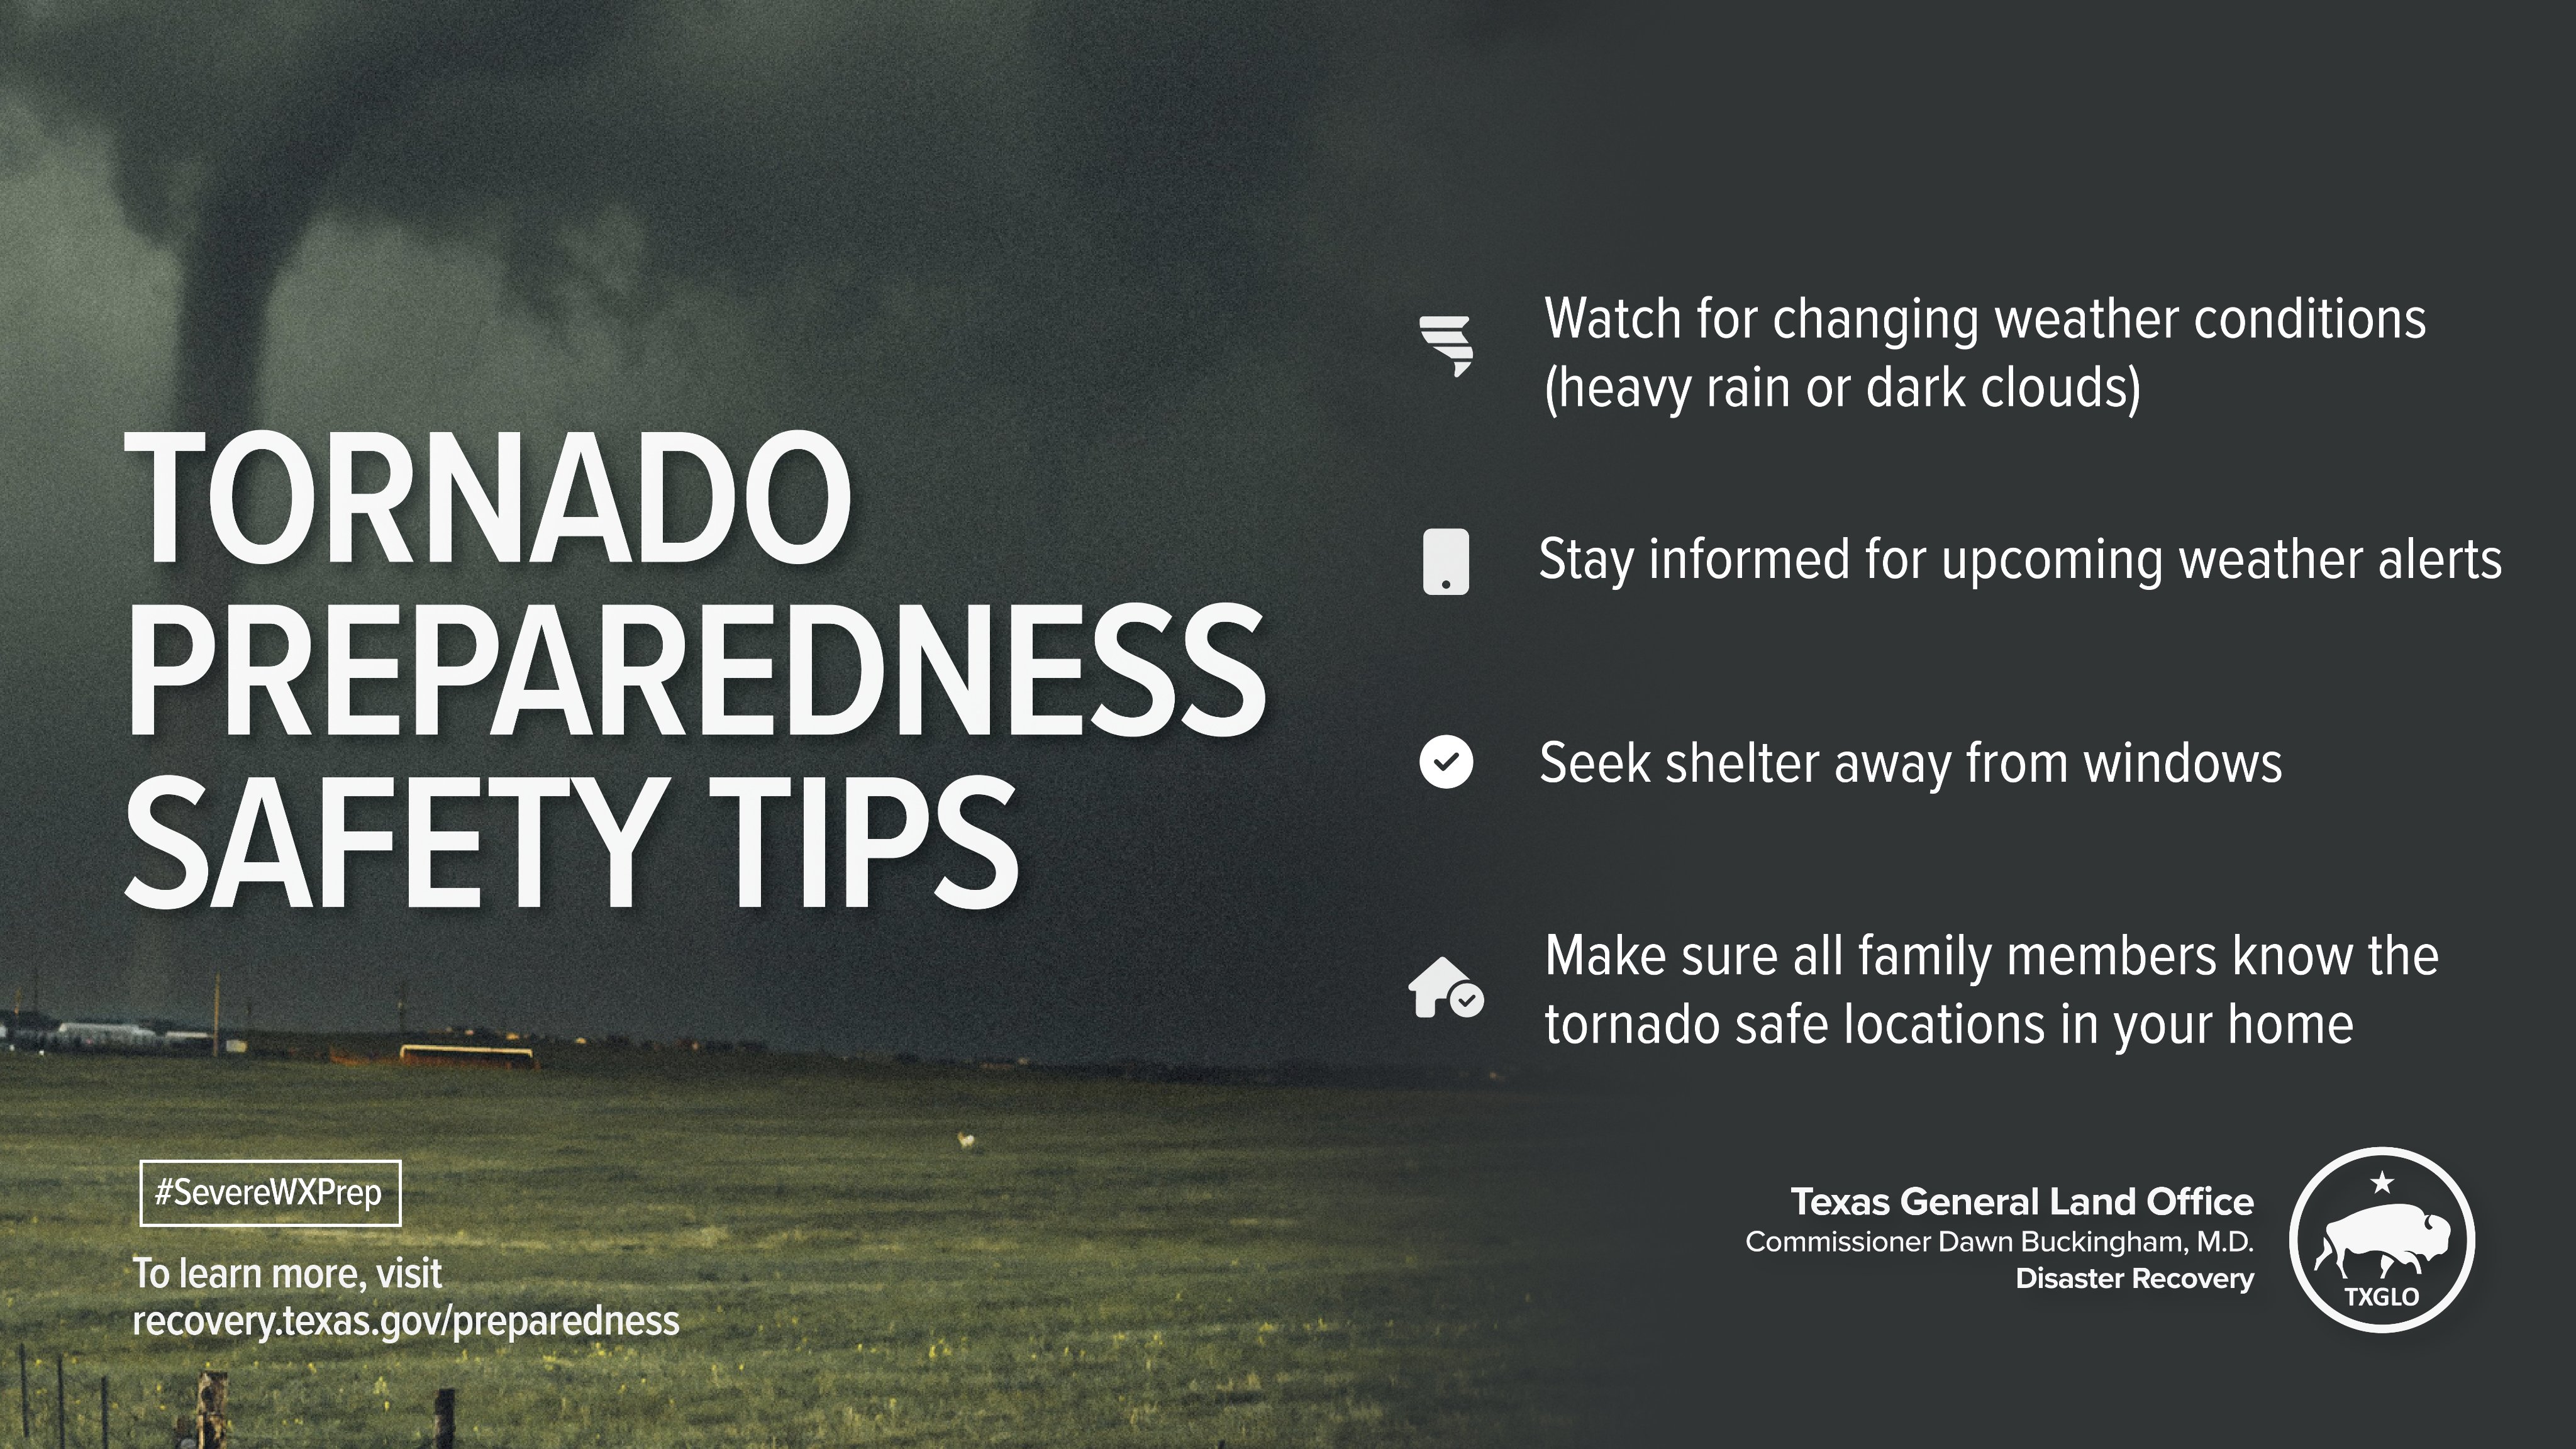 TORNADO
PREPAREDNESS
SAFETY TIPS
Watch for changing weather conditions
(heavy rain or dark clouds)
Stay informed for upcoming weather alerts
Seek shelter away from windows
Make sure all family members know the
tornado safe locations in your home
#SevereWXPrep
To learn more, visit
recovery.texas.gov/preparedness
Texas General Land Office
Commissioner Dawn Buckingham, M.D.
Disaster Recovery
TXGLO